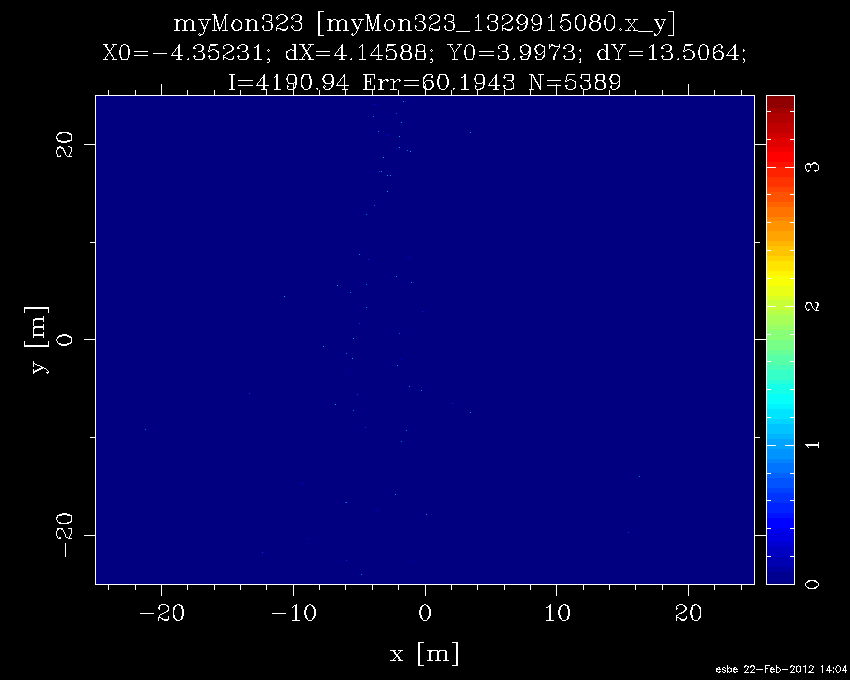 myMon323 [myMon323_1329915080.x_y]
X0=−4.35231; dX=4.14588; Y0=3.9973; dY=13.5064;
I=4190.94 Err=60.1943 N=5389
20
0
−20
y [m]
3
2
1
0
−20 −10 0 10 20
x [m]
esbe 22-Feb-2012 14:04